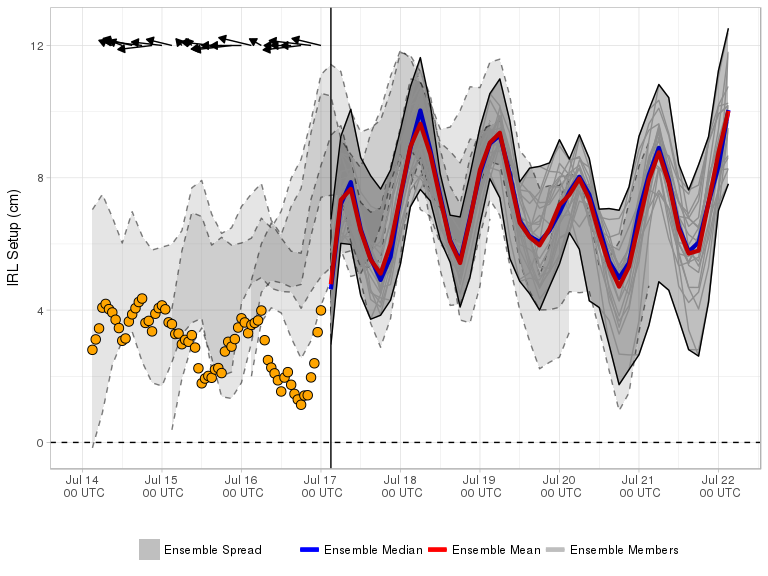 12
8
4
0
IRL Setup (cm)
Jul 14 Jul 15 Jul 16 Jul 17 Jul 18 Jul 19 Jul 20 Jul 21 Jul 22
00 UTC 00 UTC 00 UTC 00 UTC 00 UTC 00 UTC 00 UTC 00 UTC 00 UTC
Ensemble Spread Ensemble Median Ensemble Mean Ensemble Members